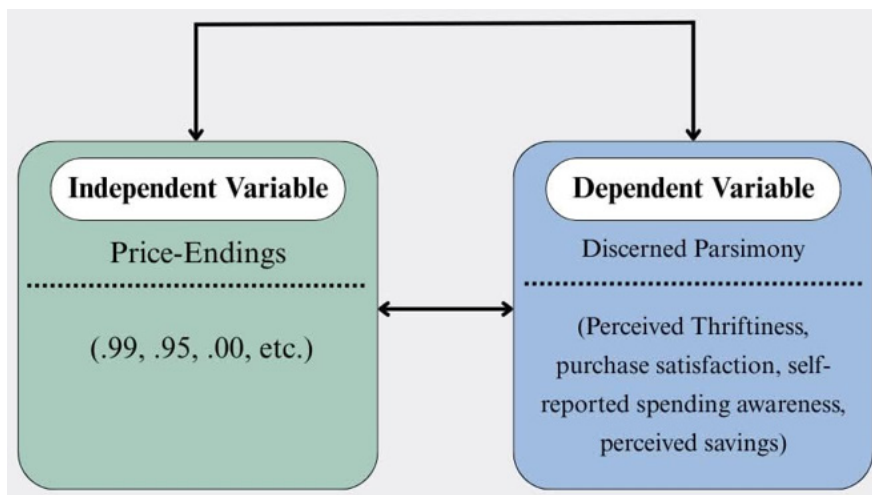 Independent Variable
Price-Endings
(.99, .95, .00, etc.)
Dependent Variable
Discerned Parsimony
(Perceived Thriftiness,
purchase satisfaction, self-
reported spending awareness,
perceived savings)